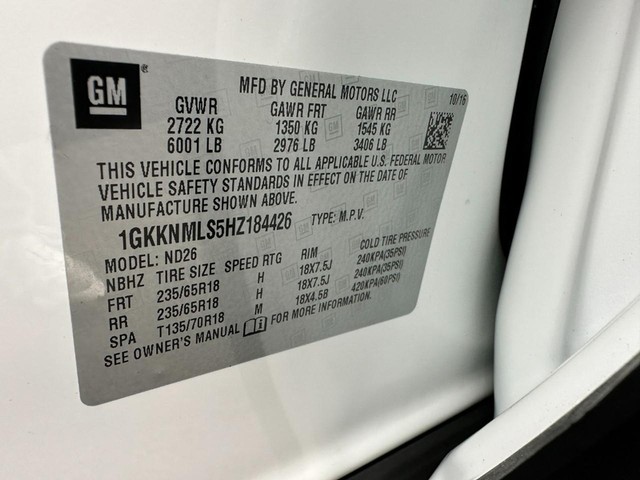 GM
MFD BY GENERAL MOTORS LLC 10/16
GVWR GAWR FRT GAWR RR
2722 KG 1350 KG 1545 KG
6001 LB 2976 LB 3406 LB
THIS VEHICLE CONFORMS TO ALL APPLICABLE U.S. FEDERAL MOTOR
VEHICLE SAFETY STANDARDS IN EFFECT ON THE DATE OF
MANUFACTURE SHOWN ABOVE.
1GKKNMLS5HZ184426 TYPE: M.P.V.
MODEL: ND26
NBHZ TIRE SIZE SPEED RTG RIM COLD TIRE PRESSURE
FRT 235/65R18 H 18X7.5J 240KPA(35PSI)
RR 235/65R18 H 18X7.5J 240KPA(35PSI)
SPA T135/70R18 M 18X4.5B 420KPA(60PSI)
SEE OWNER'S MANUAL FOR MORE INFORMATION.